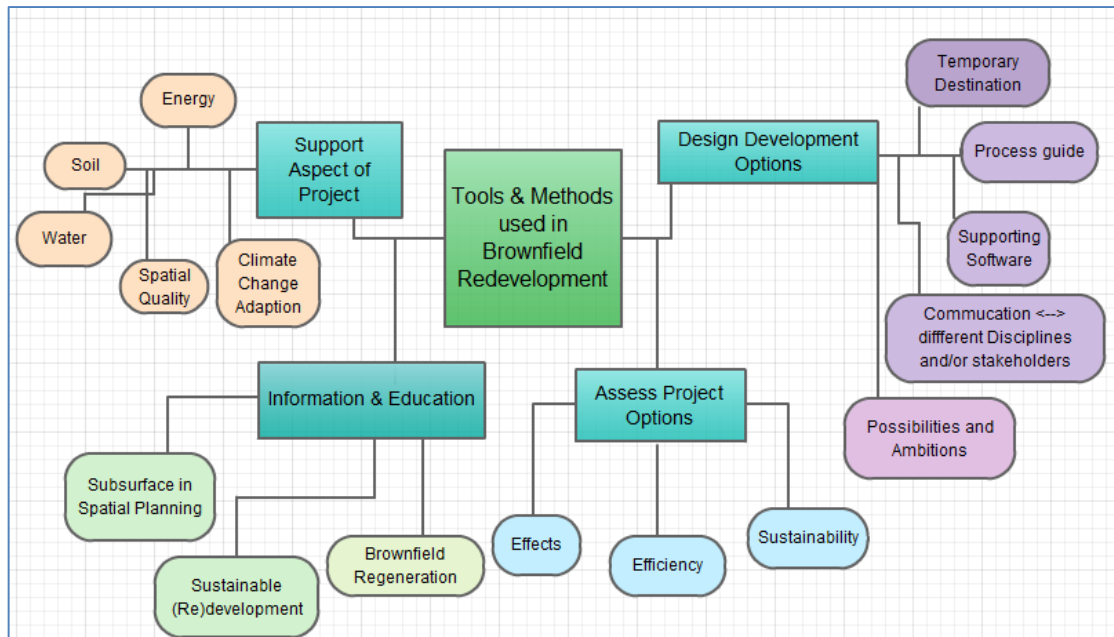 Tools & Methods
used in
Brownfield
Redevelopment
Support
Aspect of
Project
Energy
Soil
Water
Spatial
Quality
Climate
Change
Adaption
Information & Education
Subsurface in
Spatial Planning
Sustainable
(Re)development
Brownfield
Regeneration
Design Development
Options
Temporary
Destination
Process guide
Supporting
Software
Commucation <-->
diffferent Disciplines
and/or stakeholders
Possibilities and
Ambitions
Assess Project
Options
Effects
Efficiency
Sustainability